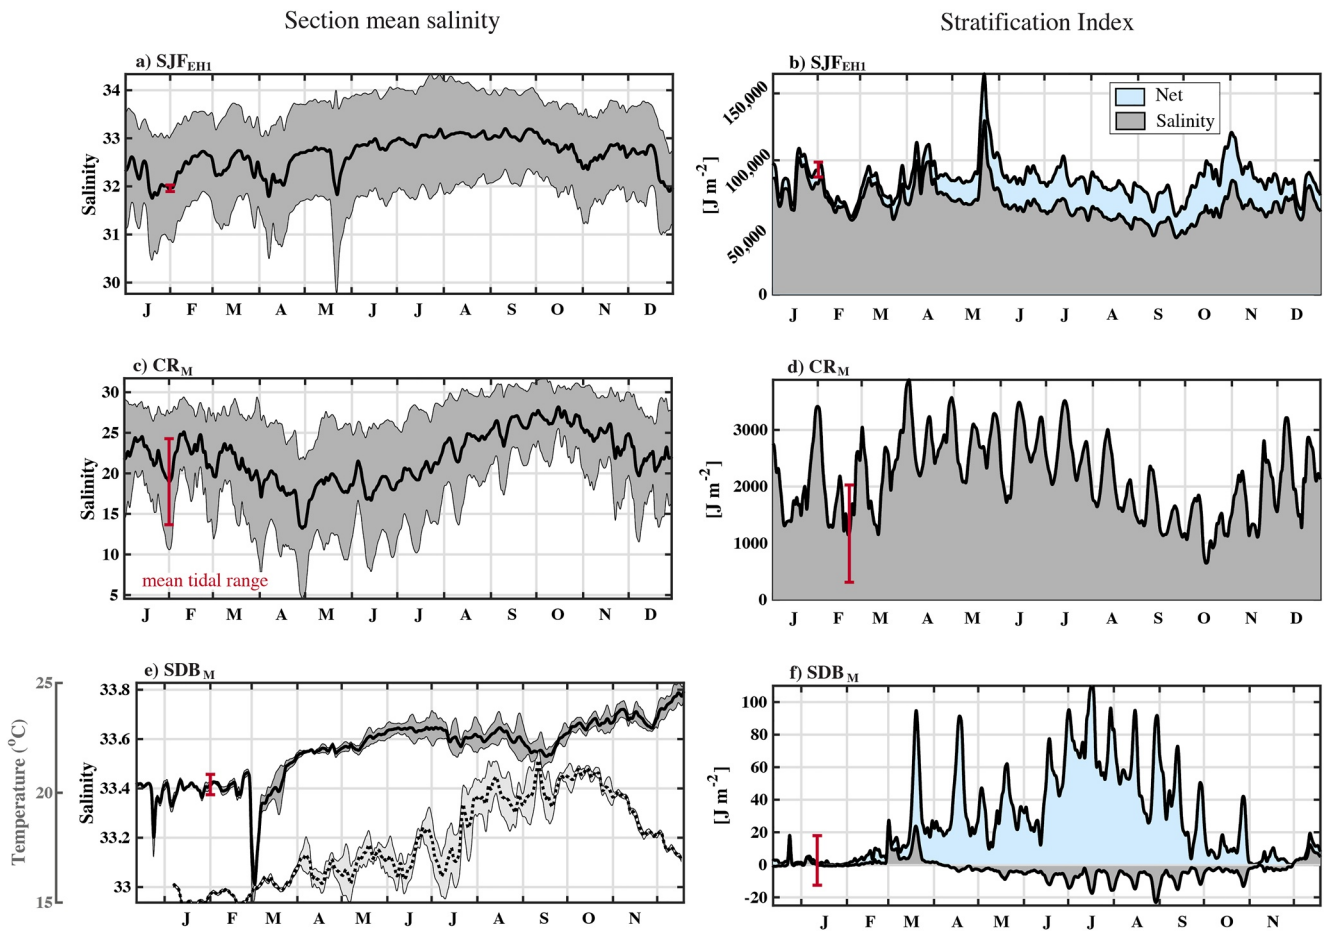 Section mean salinity
Stratification Index
a) SJF EH1
34
33
32
31
30
Salinity
J F M A M J J A S O N D
b) SJF EH1
Net
Salinity
150,000
100,000
50,000
0
[J m-2]
J F M A M J J A S O N D
c) CR M
30
25
20
15
10
5
Salinity
mean tidal range
J F M A M J J A S O N D
d) CR M
3000
2000
1000
0
[J m-2]
J F M A M J J A S O N D
e) SDB M
25
20
15
Temperature (oC)
33.8
33.6
33.4
33.2
33
Salinity
J F M A M J J A S O N
f) SDB M
100
80
60
40
20
0
-20
[J m-2]
J F M A M J J A S O N